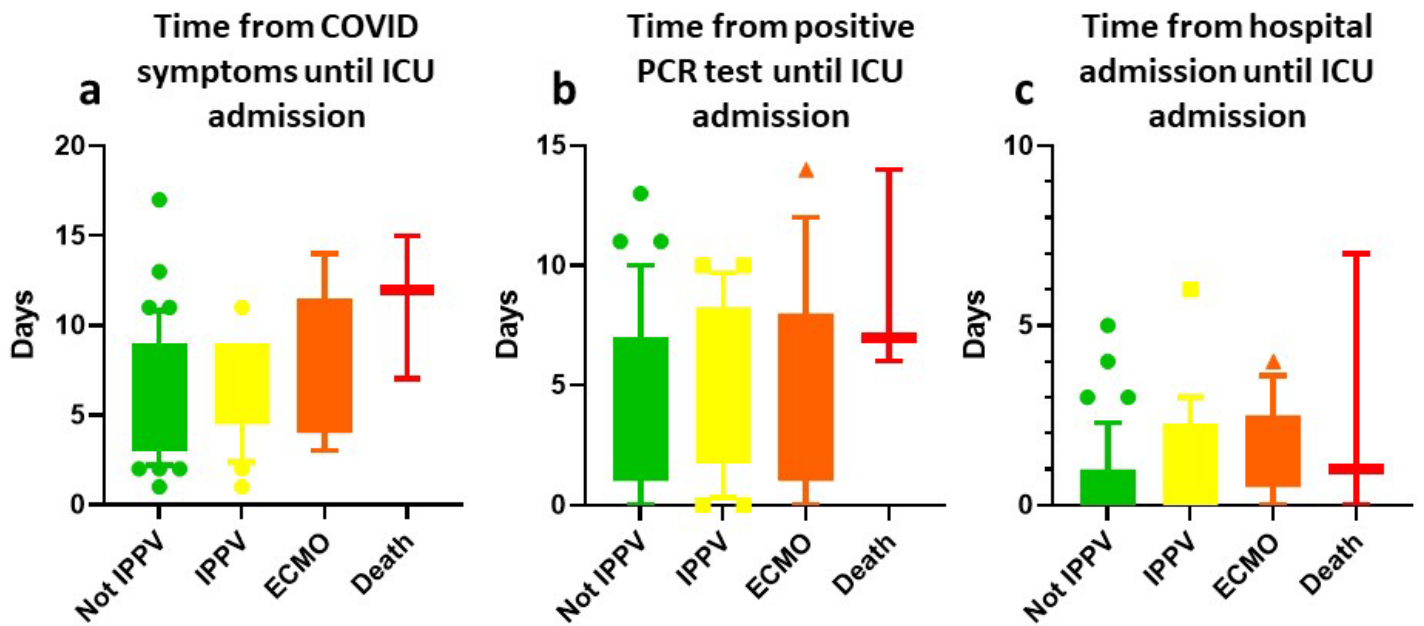 a
Time from COVID
symptoms until ICU
admission
20
15
10
5
0
Days
Not IPPV
IPPV
ECMO
Death
b
Time from positive
PCR test until ICU
admission
15
10
5
0
Days
Not IPPV
IPPV
ECMO
Death
c
Time from hospital
admission until ICU
admission
10
5
0
Days
Not IPPV
IPPV
ECMO
Death